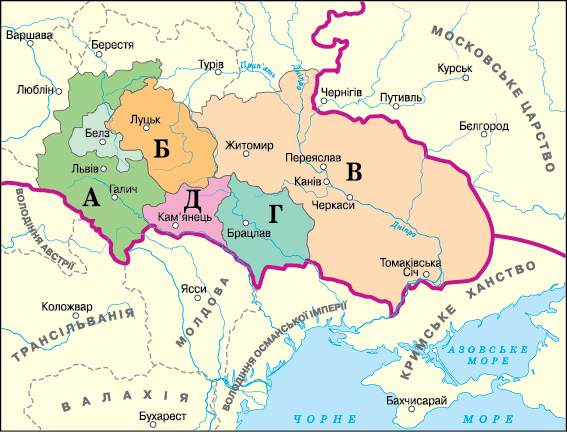 Варшава
Берестя
Люблін
Турів
Прип'ять
Дніпро
Чернігів
Путивль
Курськ
МОСКОВСЬКЕ ЦАРСТВО
Бєлгород
Луцьк
Белз
Б
Житомир
Переяслав
Львів
В
Канів
А
Галич
Д
Г
Черкаси
Кам'янець
Брацлав
Дніпро
ВОЛОДІННЯ АВСТРІЇ
Томаківська
Січ
Ясси
МОЛДОВА
Коложвар
ТРАНСІЛЬВАНІЯ
ВОЛОДІННЯ ОСМАНСЬКОЇ ІМПЕРІЇ
КРИМСЬКЕ ХАНСТВО
АЗОВСЬКЕ
МОРЕ
ВАЛАХІЯ
Бухарест
Бахчисарай
ЧОРНЕ МОРЕ